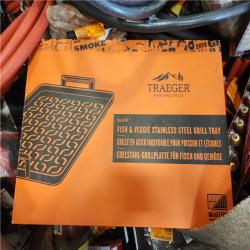 SMOKE
TRAEGER
WOOD FIRED GRILLS
FISH & VEGGIE STAINLESS STEEL GRILL TRAY
GRILLE EN ACIER INOXYDABLE POUR POISSON ET LÉGUMES
EDELSTAHL-GRILLPLATTE FÜR FISCH UND GEMÜSE